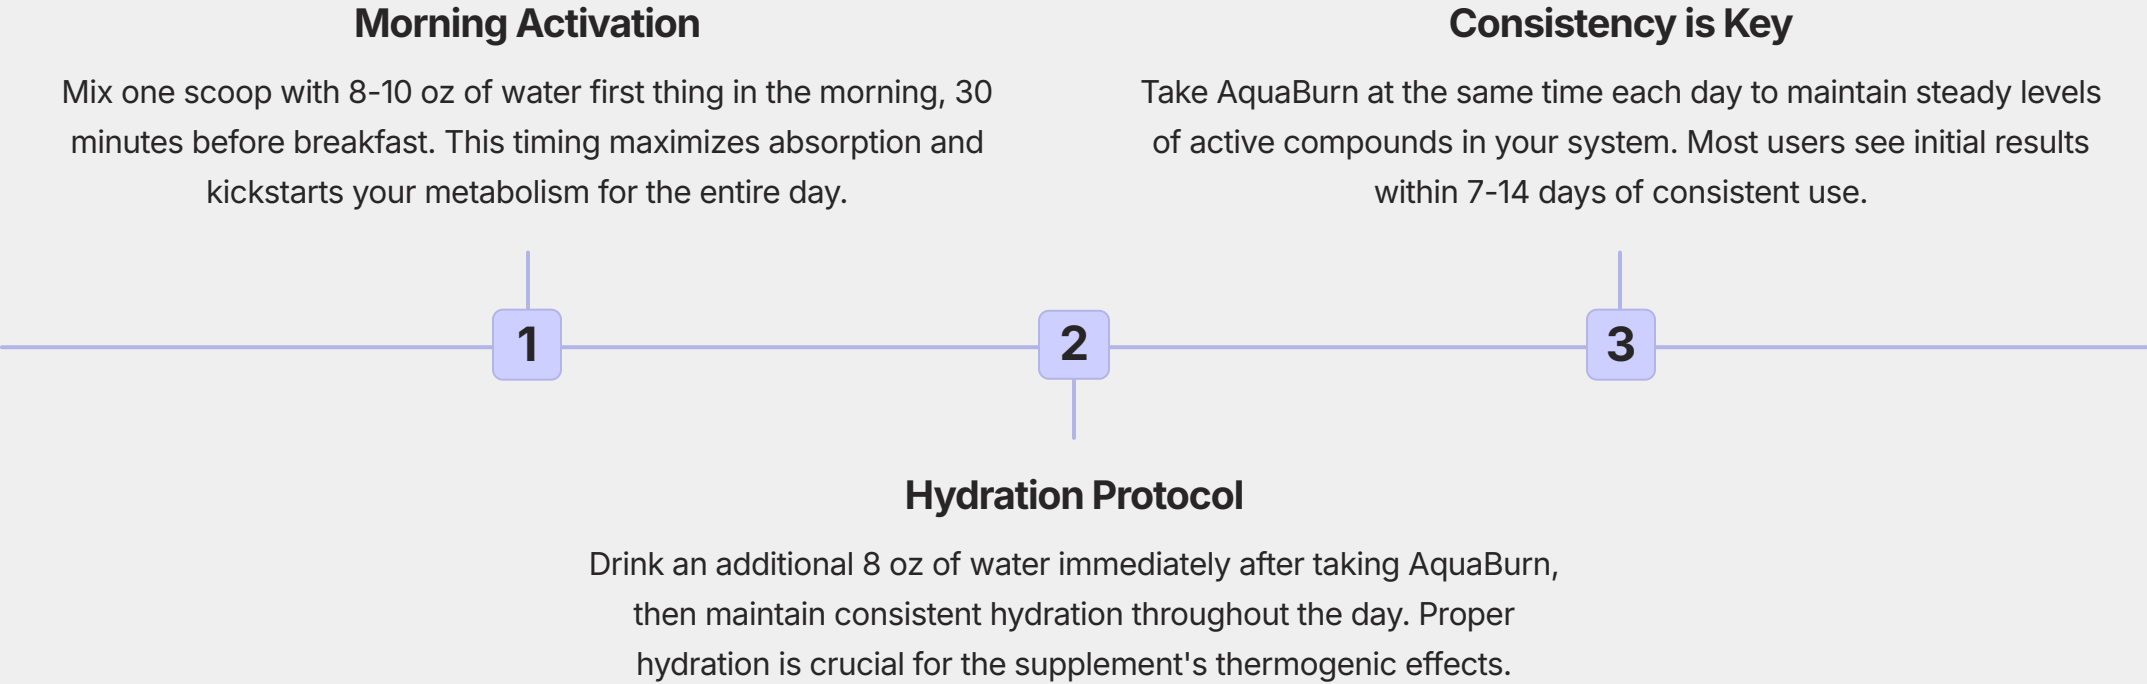 Morning Activation
Mix one scoop with 8-10 oz of water first thing in the morning, 30
minutes before breakfast. This timing maximizes absorption and
kickstarts your metabolism for the entire day.
1
Hydration Protocol
Drink an additional 8 oz of water immediately after taking AquaBurn,
then maintain consistent hydration throughout the day. Proper
hydration is crucial for the supplement's thermogenic effects.
2
Consistency is Key
Take AquaBurn at the same time each day to maintain steady levels
of active compounds in your system. Most users see initial results
within 7-14 days of consistent use.
3